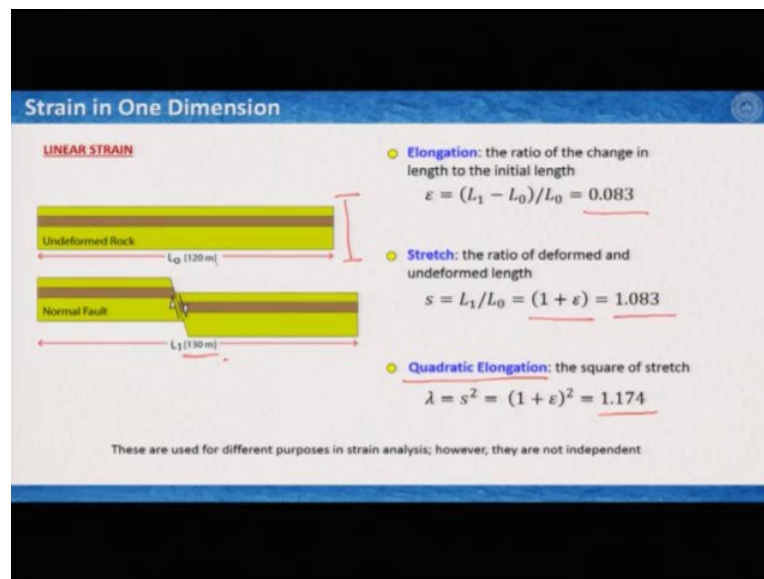 Strain in One Dimension
LINEAR STRAIN
Undeformed Rock
L₀ (120 m)
Normal Fault
L₁ (130 m)
Elongation: the ratio of the change in
length to the initial length
ε = (L₁ − L₀)/L₀ = 0.083
Stretch: the ratio of deformed and
undeformed length
s = L₁/L₀ = (1 + ε) = 1.083
Quadratic Elongation: the square of stretch
λ = s² = (1 + ε)² = 1.174
These are used for different purposes in strain analysis; however, they are not independent